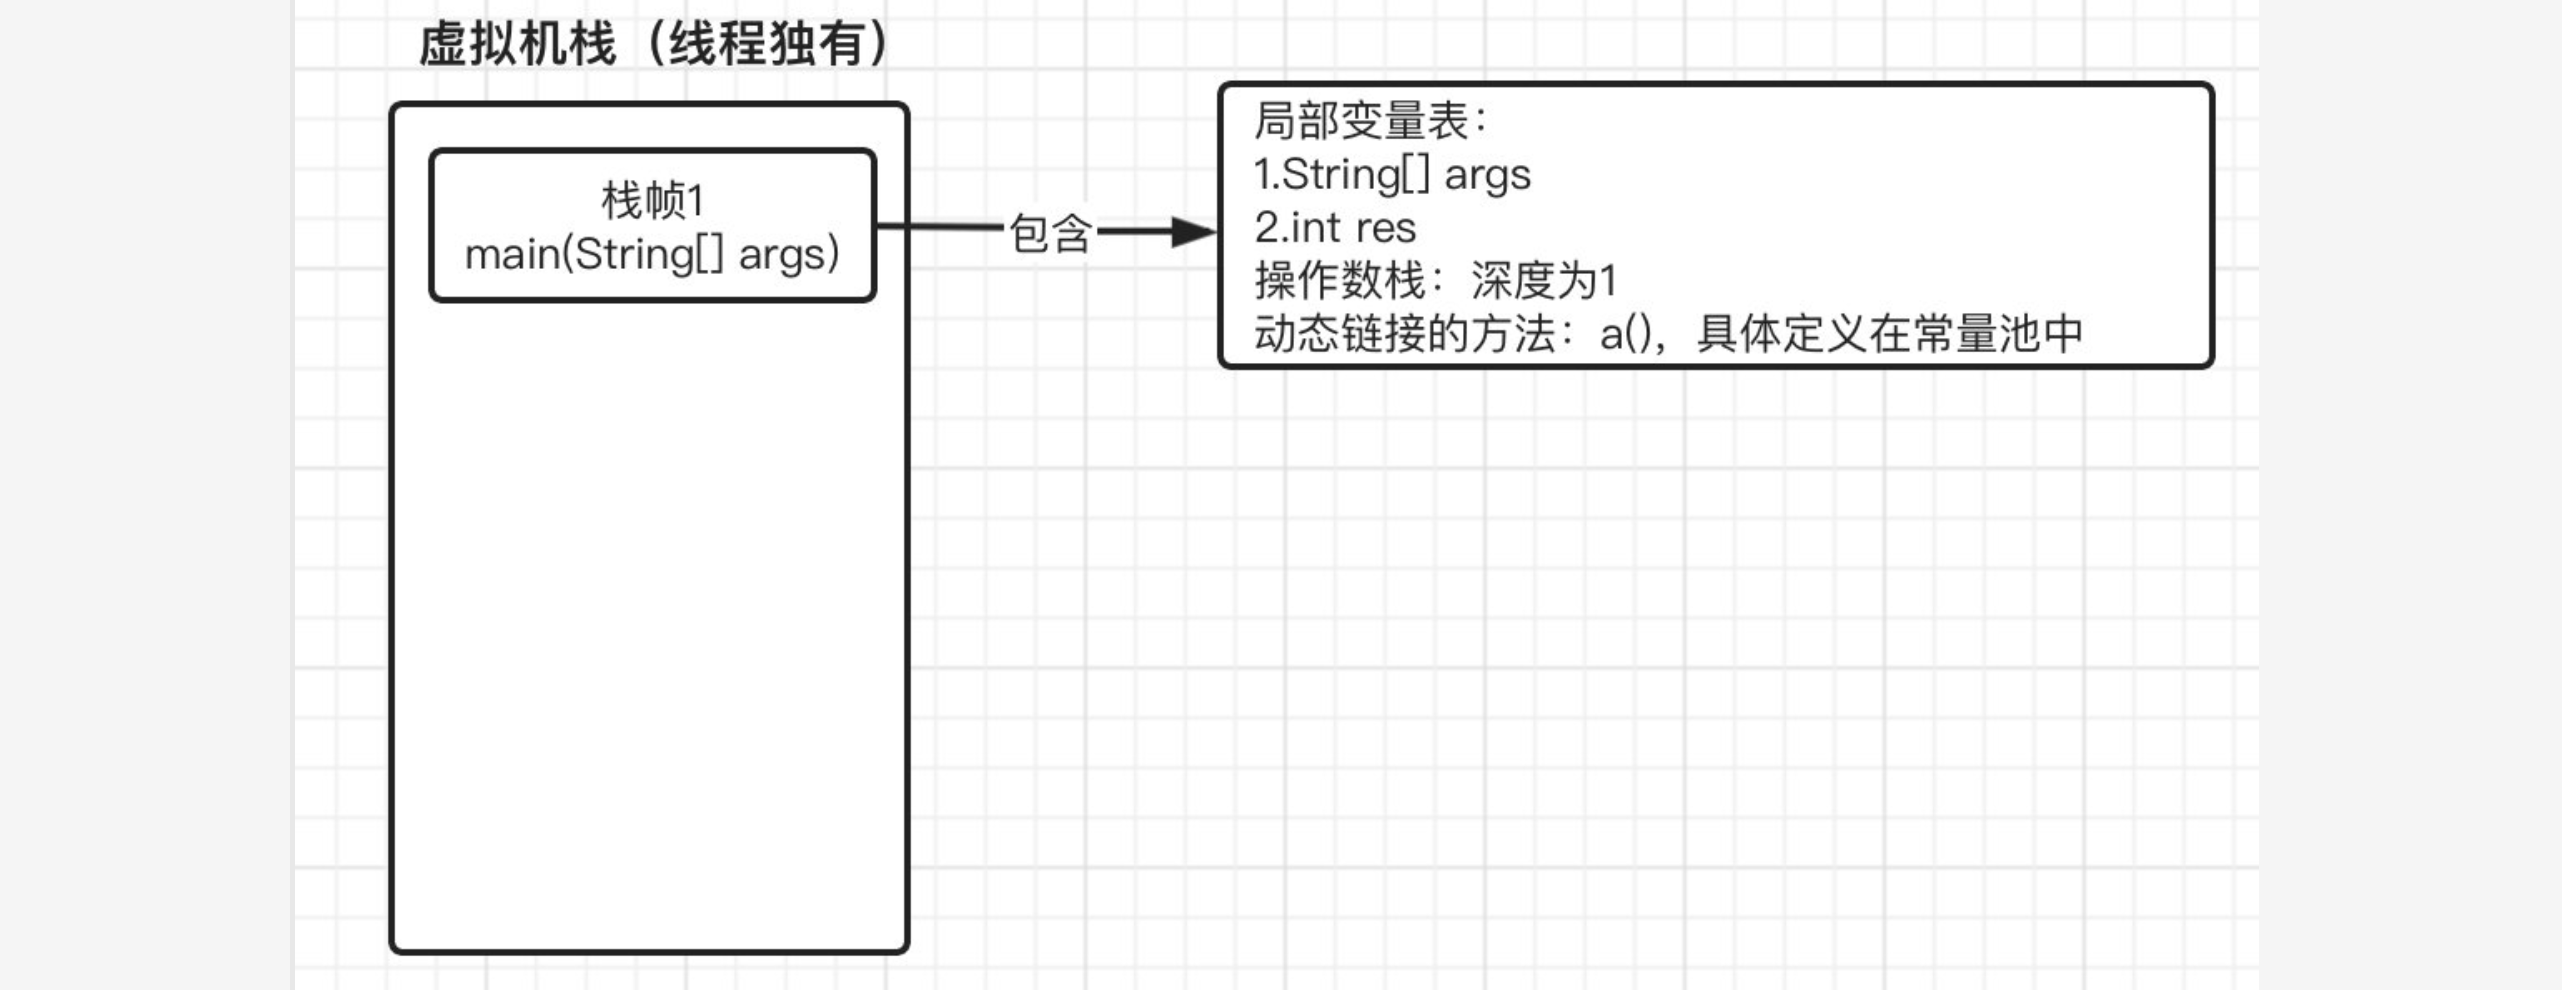 虚拟机栈（线程独有）
栈帧1
main(String[] args)
包含
局部变量表：
1.String[] args
2.int res
操作数栈：深度为1
动态链接的方法：a()，具体定义在常量池中